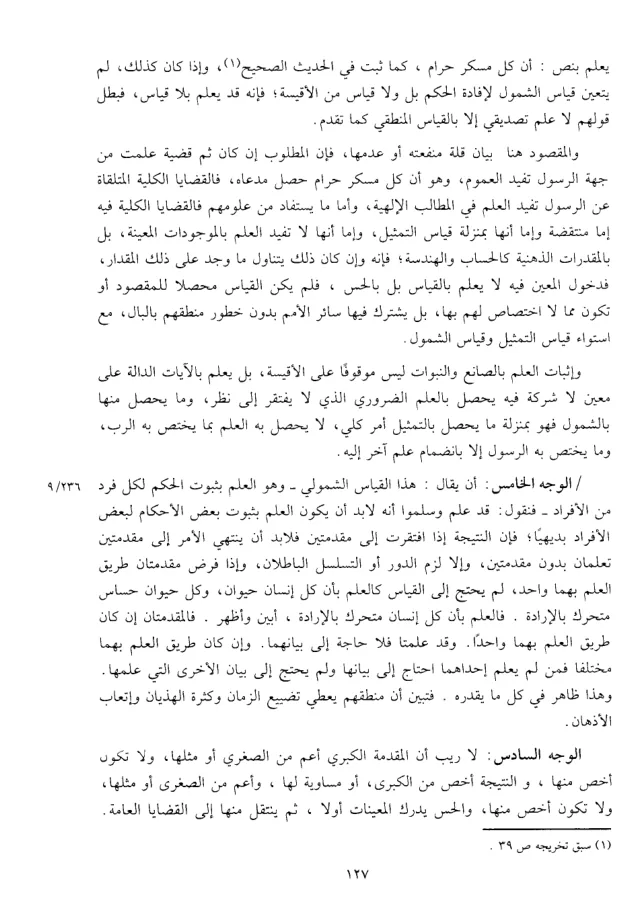 يعلم بنص : أن كل مسكر حرام ، كما ثبت في الحديث الصحيح(١)، وإذا كان كذلك، لم
يتعين قياس الشمول لإفادة الحكم بل ولا قياس من الأقيسة؛ فإنه قد يعلم بلا قياس، فبطل
قولهم لا علم تصديقي إلا بالقياس المنطقي كما تقدم.
والمقصود هنا بيان قلة منفعته أو عدمها، فإن المطلوب إن كان ثم قضية علمت من
جهة الرسول تفيد العموم، وهو أن كل مسكر حرام حصل مدعاه، فالقضايا الكلية المتلقاة
عن الرسول تفيد العلم في المطالب الإلهية، وأما ما يستفاد من علومهم فالقضايا الكلية فيه
إما منتقضة وإما أنها بمنزلة قياس التمثيل، وإما أنها لا تفيد العلم بالموجودات المعينة، بل
بالمقدرات الذهنية كالحساب والهندسة؛ فإنه وإن كان ذلك يتناول ما وجد على ذلك المقدار،
فدخول المعين فيه لا يعلم بالقياس بل بالحس ، فلم يكن القياس محصلا للمقصود أو
تكون مما لا اختصاص لهم بها، بل يشترك فيها سائر الأمم بدون خطور منطقهم بالبال، مع
استواء قياس التمثيل وقياس الشمول.
وإثبات العلم بالصانع والنبوات ليس موقوفًا على الأقيسة، بل يعلم بالآيات الدالة على
معين لا شركة فيه يحصل بالعلم الضروري الذي لا يفتقر إلى نظر، وما يحصل منها
بالشمول فهو بمنزلة ما يحصل بالتمثيل أمر كلي، لا يحصل به العلم بما يختص به الرب،
وما يختص به الرسول إلا بانضمام علم آخر إليه.
/ الوجه الخامس: أن يقال : هذا القياس الشمولي ـ وهو العلم بثبوت الحكم لكل فرد ٩/٢٣٦
من الأفراد ـ فنقول: قد علم وسلموا أنه لابد أن يكون العلم بثبوت بعض الأحكام لبعض
الأفراد بديهيًا؛ فإن النتيجة إذا افتقرت إلى مقدمتين فلابد أن ينتهي الأمر إلى مقدمتين
تعلمان بدون مقدمتين، وإلا لزم الدور أو التسلسل الباطلان، وإذا فرض مقدمتان طريق
العلم بهما واحد، لم يحتج إلى القياس كالعلم بأن كل إنسان حيوان، وكل حيوان حساس
متحرك بالإرادة . فالعلم بأن كل إنسان متحرك بالإرادة ، أبين وأظهر . فالمقدمتان إن كان
طريق العلم بهما واحدًا. وقد علمتا فلا حاجة إلى بيانهما. وإن كان طريق العلم بهما
مختلفا فمن لم يعلم إحداهما احتاج إلى بيانها ولم يحتج إلى بيان الأخرى التي علمها.
وهذا ظاهر في كل ما يقدره . فتبين أن منطقهم يعطي تضييع الزمان وكثرة الهذيان وإتعاب
الأذهان.
الوجه السادس: لا ريب أن المقدمة الكبري أعم من الصغري أو مثلها، ولا تكون
أخص منها ، و النتيجة أخص من الكبرى، أو مساوية لها ، وأعم من الصغرى أو مثلها،
ولا تكون أخص منها، والحس يدرك المعينات أولا ، ثم ينتقل منها إلى القضايا العامة.
(١) سبق تخريجه ص ٣٩ .
١٢٧